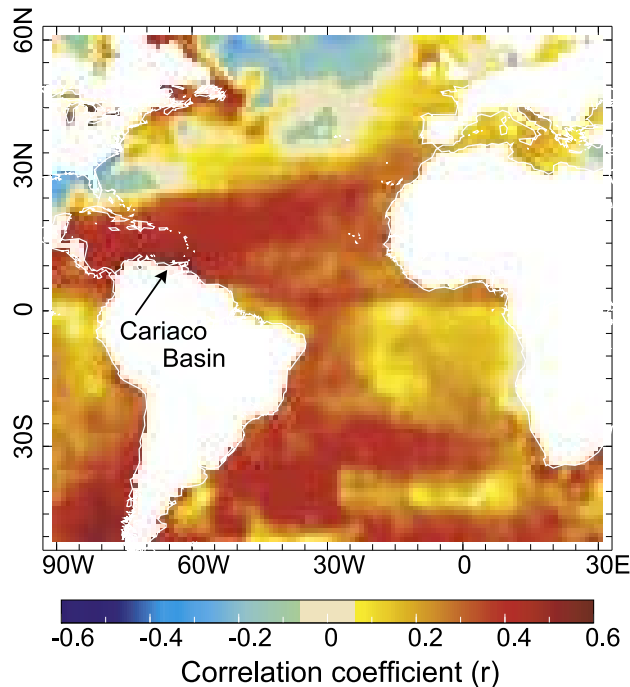 60N
30N
0
30S
Cariaco
Basin
90W 60W 30W 0 30E
-0.6 -0.4 -0.2 0 0.2 0.4 0.6
Correlation coefficient (r)